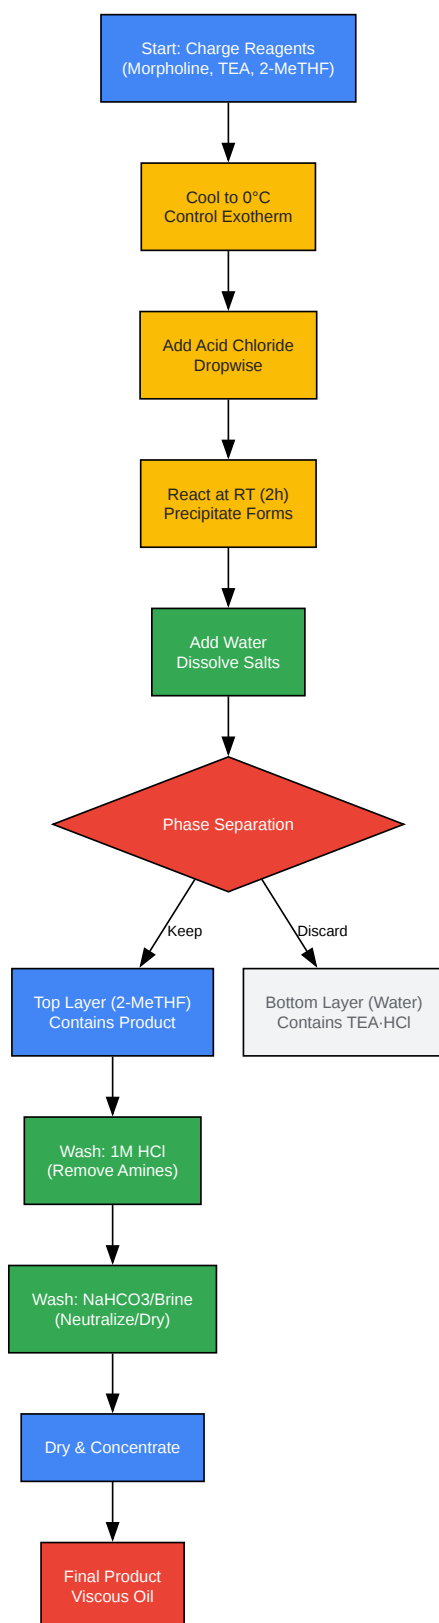 Start: Charge Reagents
(Morpholine, TEA, 2-MeTHF)
Cool to 0°C
Control Exotherm
Add Acid Chloride
Dropwise
React at RT (2h)
Precipitate Forms
Add Water
Dissolve Salts
Phase Separation
Keep
Discard
Top Layer (2-MeTHF)
Contains Product
Bottom Layer (Water)
Contains TEA·HCl
Wash: 1M HCl
(Remove Amines)
Wash: NaHCO3/Brine
(Neutralize/Dry)
Dry & Concentrate
Final Product
Viscous Oil